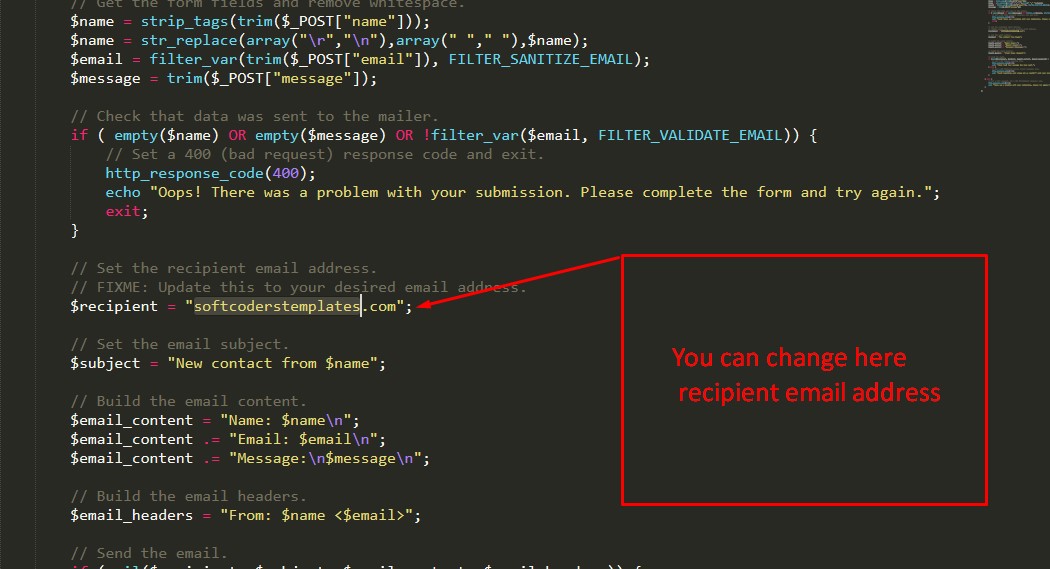 // Get the form fields and remove whitespace.
$name = strip_tags(trim($_POST["name"]));
$name = str_replace(array("\r","\n"),array(" "," "),$name);
$email = filter_var(trim($_POST["email"]), FILTER_SANITIZE_EMAIL);
$message = trim($_POST["message"]);
// Check that data was sent to the mailer.
if ( empty($name) OR empty($message) OR !filter_var($email, FILTER_VALIDATE_EMAIL)) {
// Set a 400 (bad request) response code and exit.
http_response_code(400);
echo "Oops! There was a problem with your submission. Please complete the form and try again.";
exit;
}
// Set the recipient email address.
// FIXME: Update this to your desired email address.
$recipient = "softcoderstemplates.com";
// Set the email subject.
$subject = "New contact from $name";
// Build the email content.
$email_content = "Name: $name\n";
$email_content .= "Email: $email\n";
$email_content .= "Message:\n$message\n";
// Build the email headers.
$email_headers = "From: $name <$email>";
// Send the email.
You can change here
recipient email address